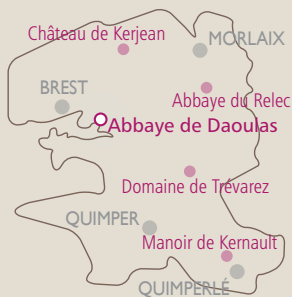 Château de Kerjean
MORLAIX
BREST
Abbaye du Relec
Abbaye de Daoulas
Domaine de Trévarez
QUIMPER
Manoir de Kernault
QUIMPERLÉ